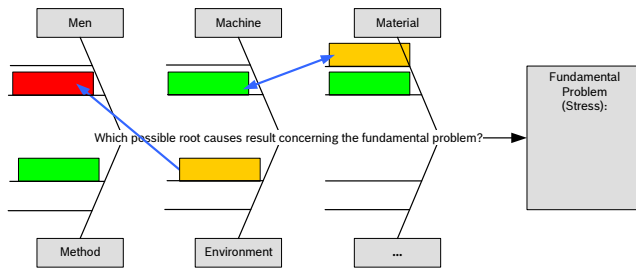 Men
Machine
Material
Fundamental
Problem
(Stress):
Which possible root causes result concerning the fundamental problem?
Method
Environment
...